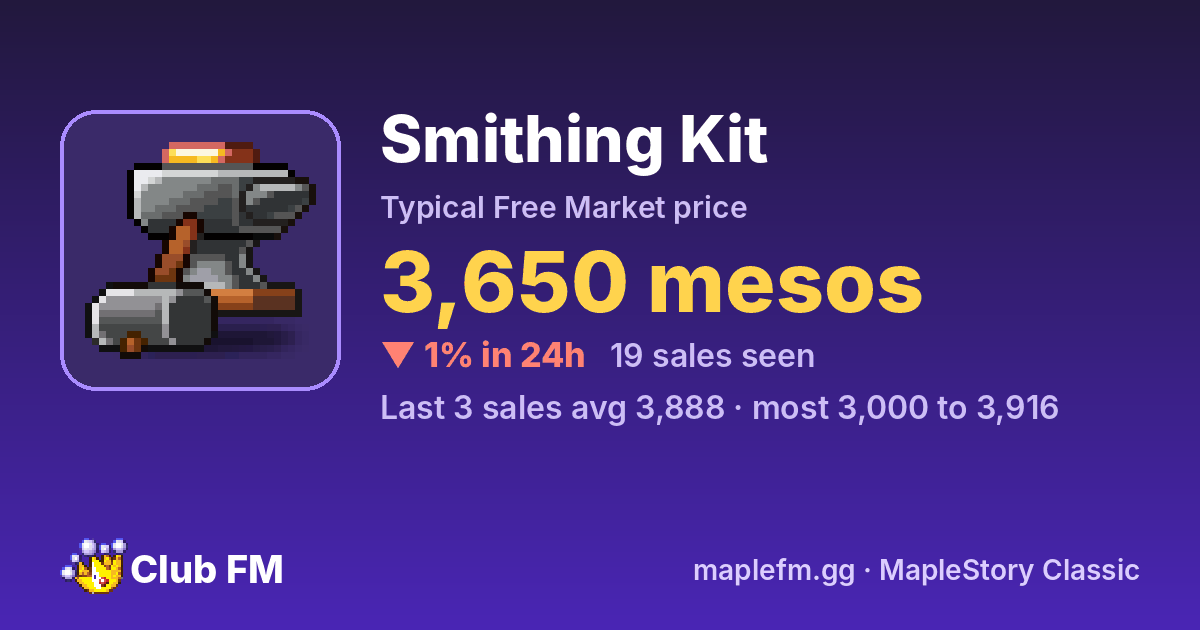 Smithing Kit
Typical Free Market price
3,650 mesos
▼ 1% in 24h 19 sales seen
Last 3 sales avg 3,888 · most 3,000 to 3,916
Club FM
maplefm.gg · MapleStory Classic